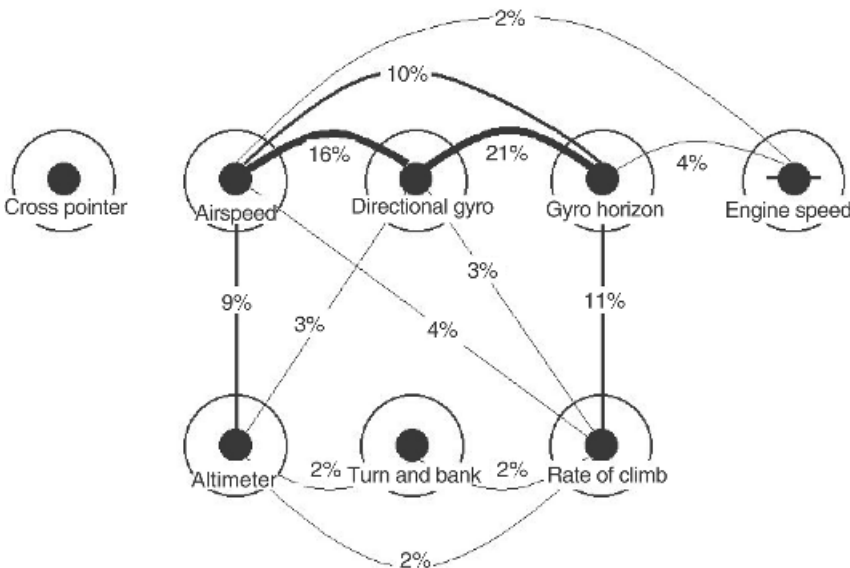 2%
10%
16%
21%
4%
Cross pointer
Airspeed
Directional gyro
Gyro horizon
Engine speed
9%
3%
4%
3%
11%
Altimeter
2%
Turn and bank
2%
Rate of climb
2%